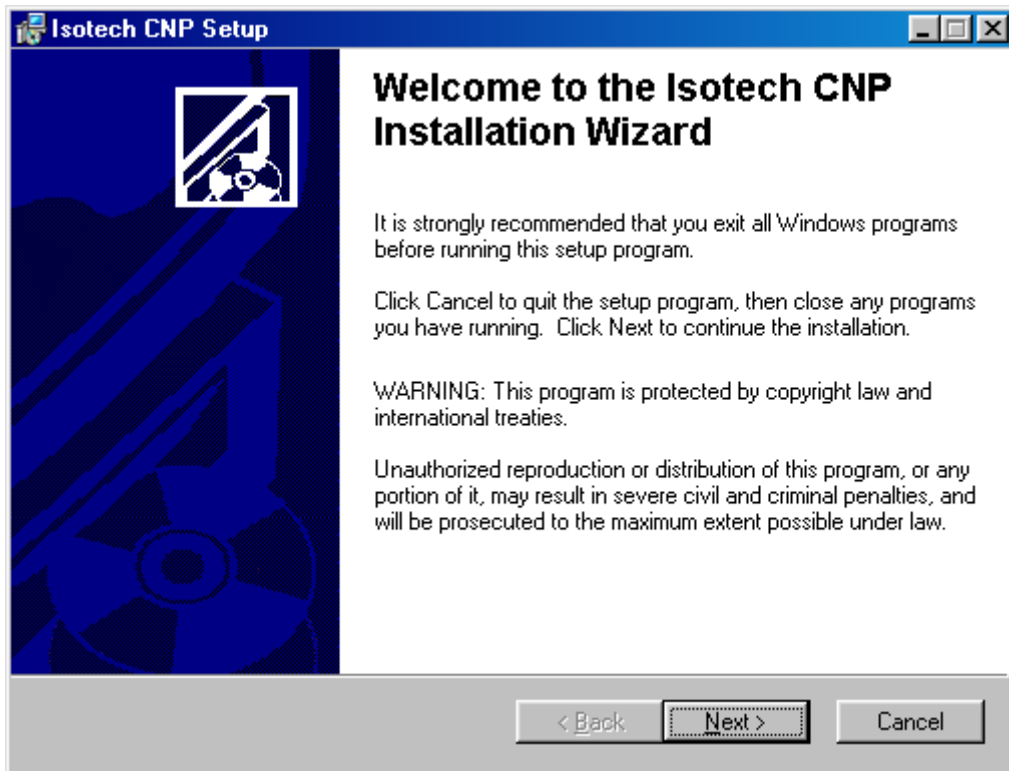 Isotech CNP Setup
Welcome to the Isotech CNP
Installation Wizard
It is strongly recommended that you exit all Windows programs
before running this setup program.
Click Cancel to quit the setup program, then close any programs
you have running.  Click Next to continue the installation.
WARNING: This program is protected by copyright law and
international treaties.
Unauthorized reproduction or distribution of this program, or any
portion of it, may result in severe civil and criminal penalties, and
will be prosecuted to the maximum extent possible under law.
< Back
Next >
Cancel